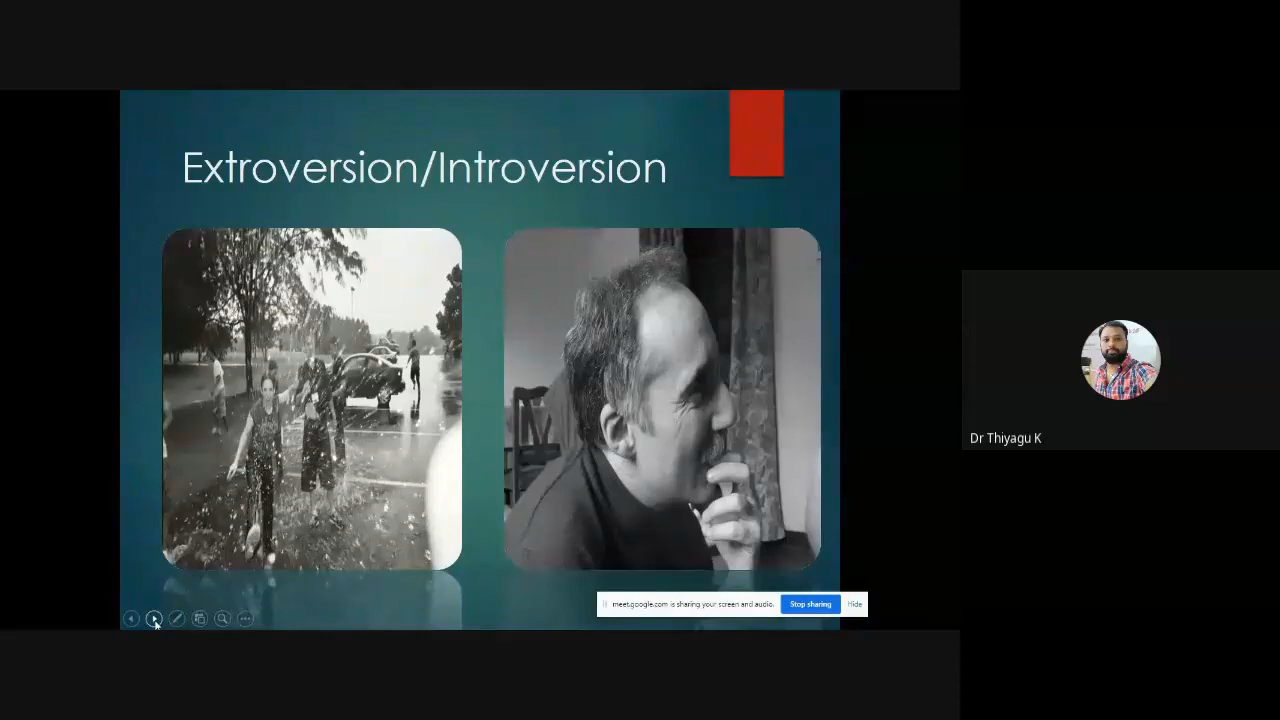 Extroversion/Introversion
meet.google.com is sharing your screen and audio.
Stop sharing
Hide
Dr Thiyagu K